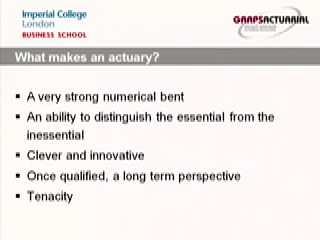 Imperial College
London
BUSINESS SCHOOL
GAAPSACTUARIAL
What makes an actuary?
▪ A very strong numerical bent
▪ An ability to distinguish the essential from the
inessential
▪ Clever and innovative
▪ Once qualified, a long term perspective
▪ Tenacity